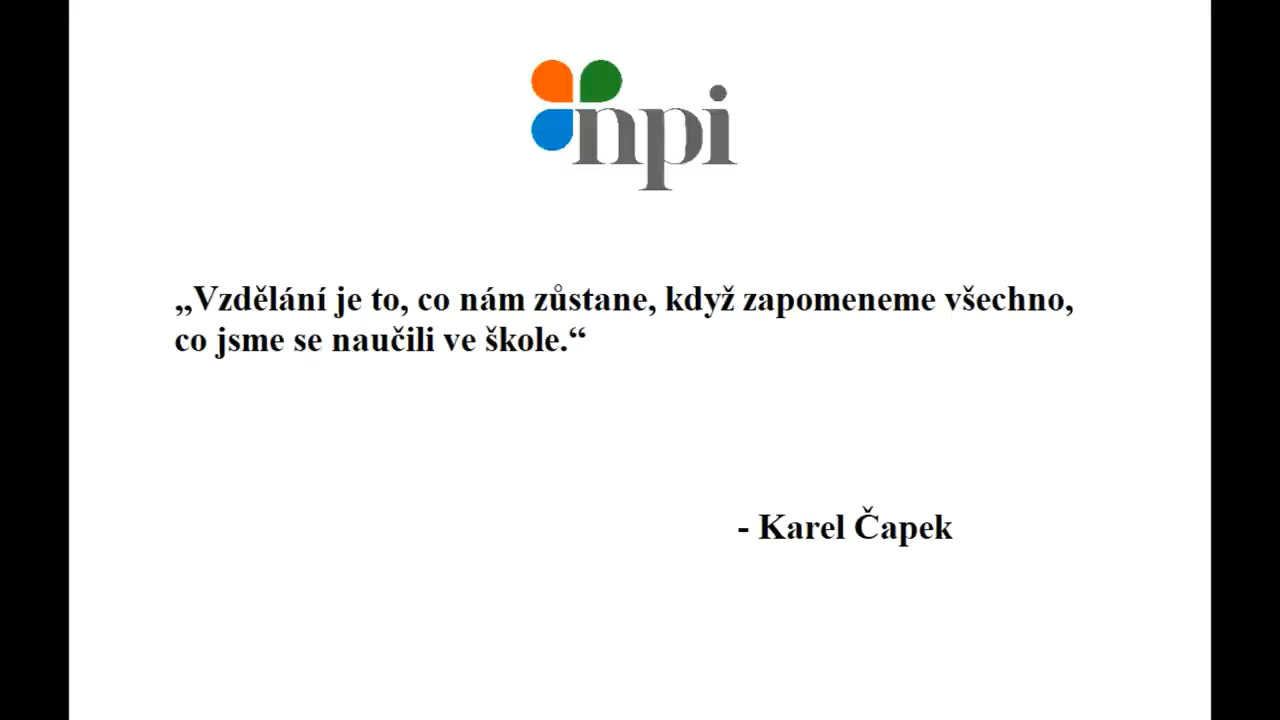 npi
„Vzdělání je to, co nám zůstane, když zapomeneme všechno,
co jsme se naučili ve škole.“
- Karel Čapek